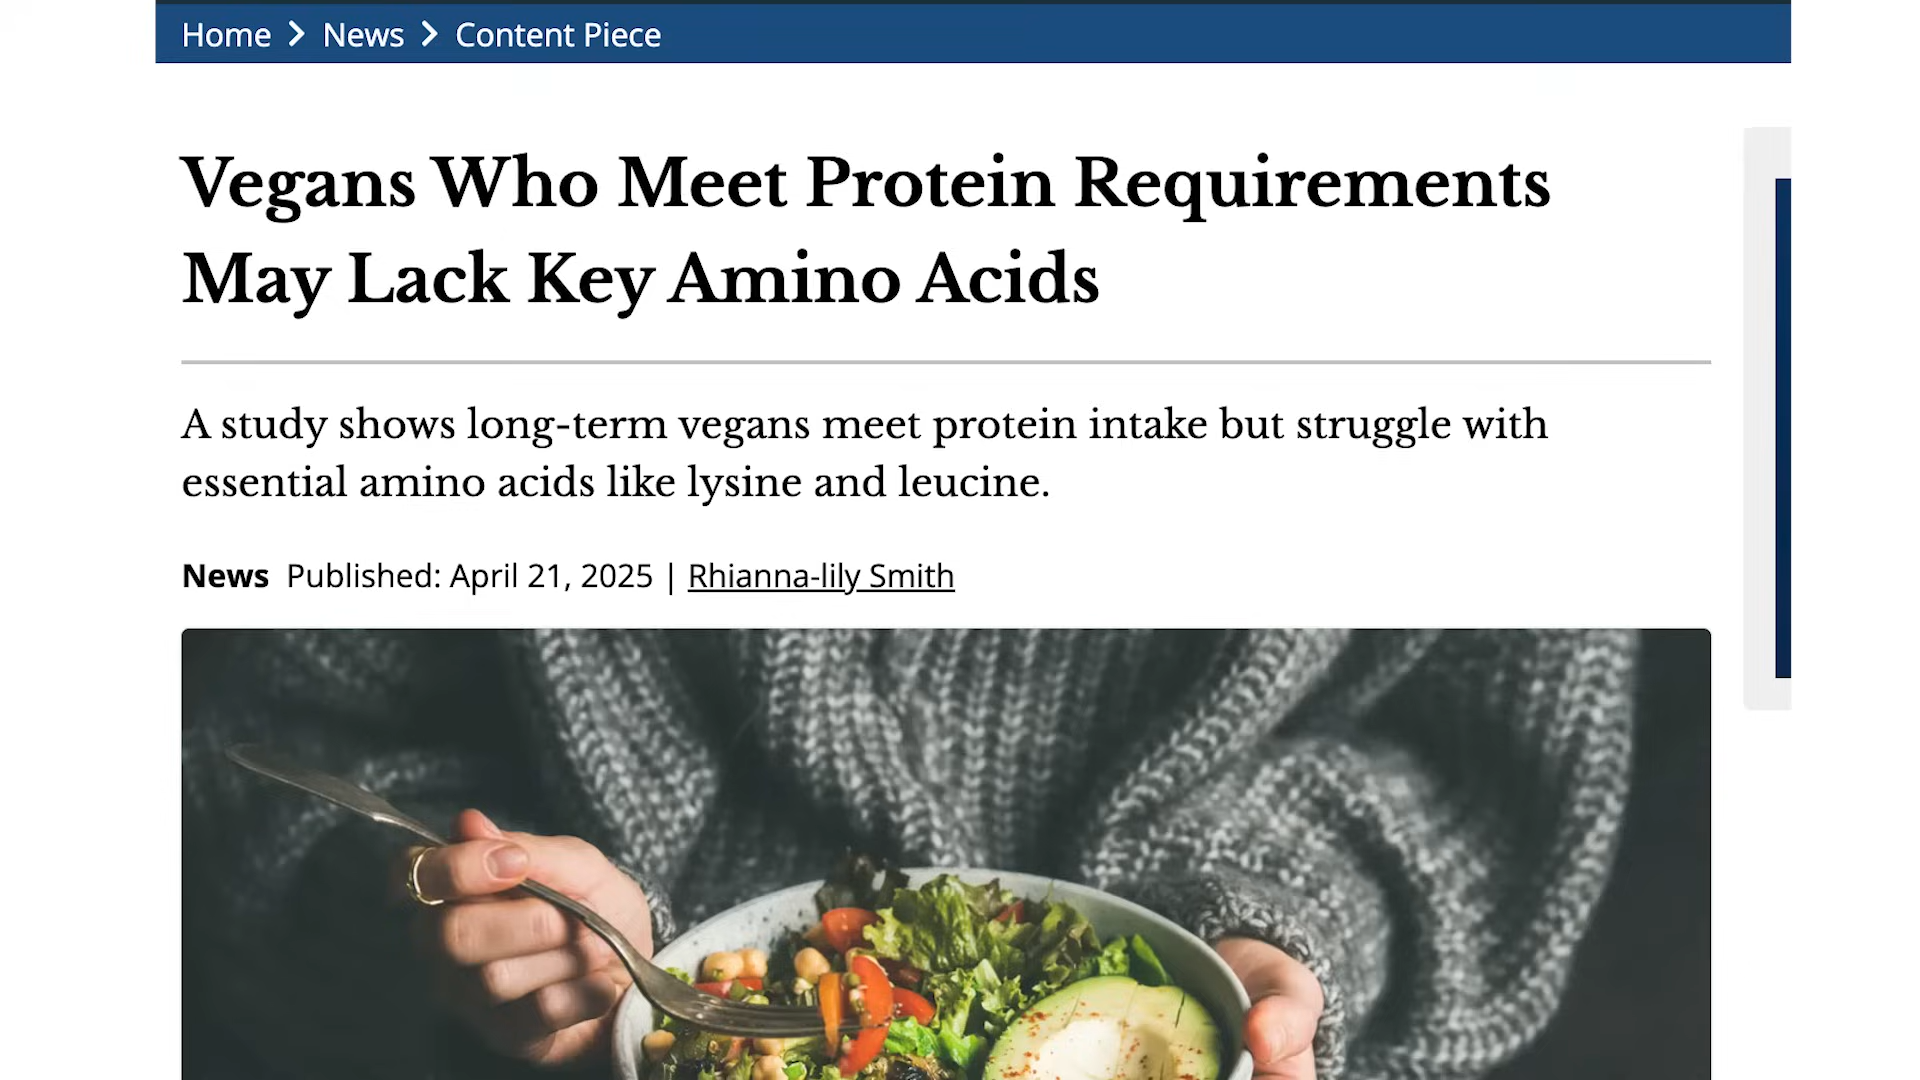 Home > News > Content Piece
Vegans Who Meet Protein Requirements
May Lack Key Amino Acids
A study shows long-term vegans meet protein intake but struggle with
essential amino acids like lysine and leucine.
News Published: April 21, 2025 | Rhianna-lily Smith